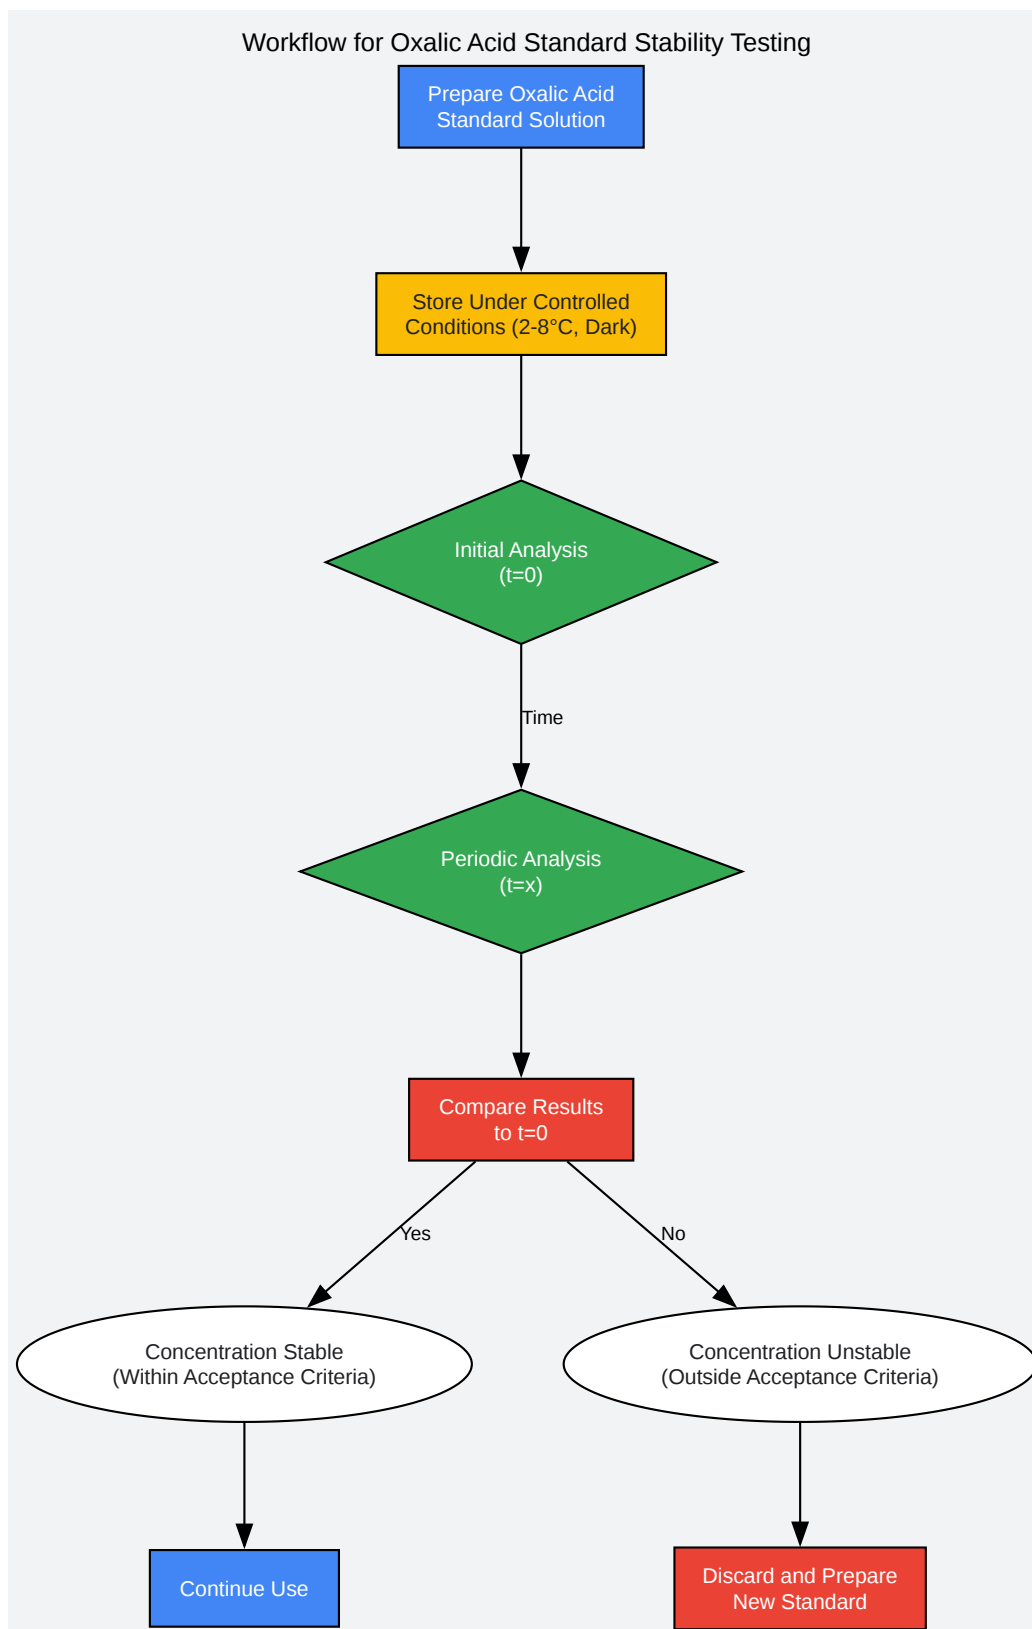 Workflow for Oxalic Acid Standard Stability Testing
Prepare Oxalic Acid
Standard Solution
Store Under Controlled
Conditions (2-8°C, Dark)
Initial Analysis
(t=0)
Time
Periodic Analysis
(t=x)
Compare Results
to t=0
Yes
No
Concentration Stable
(Within Acceptance Criteria)
Concentration Unstable
(Outside Acceptance Criteria)
Continue Use
Discard and Prepare
New Standard